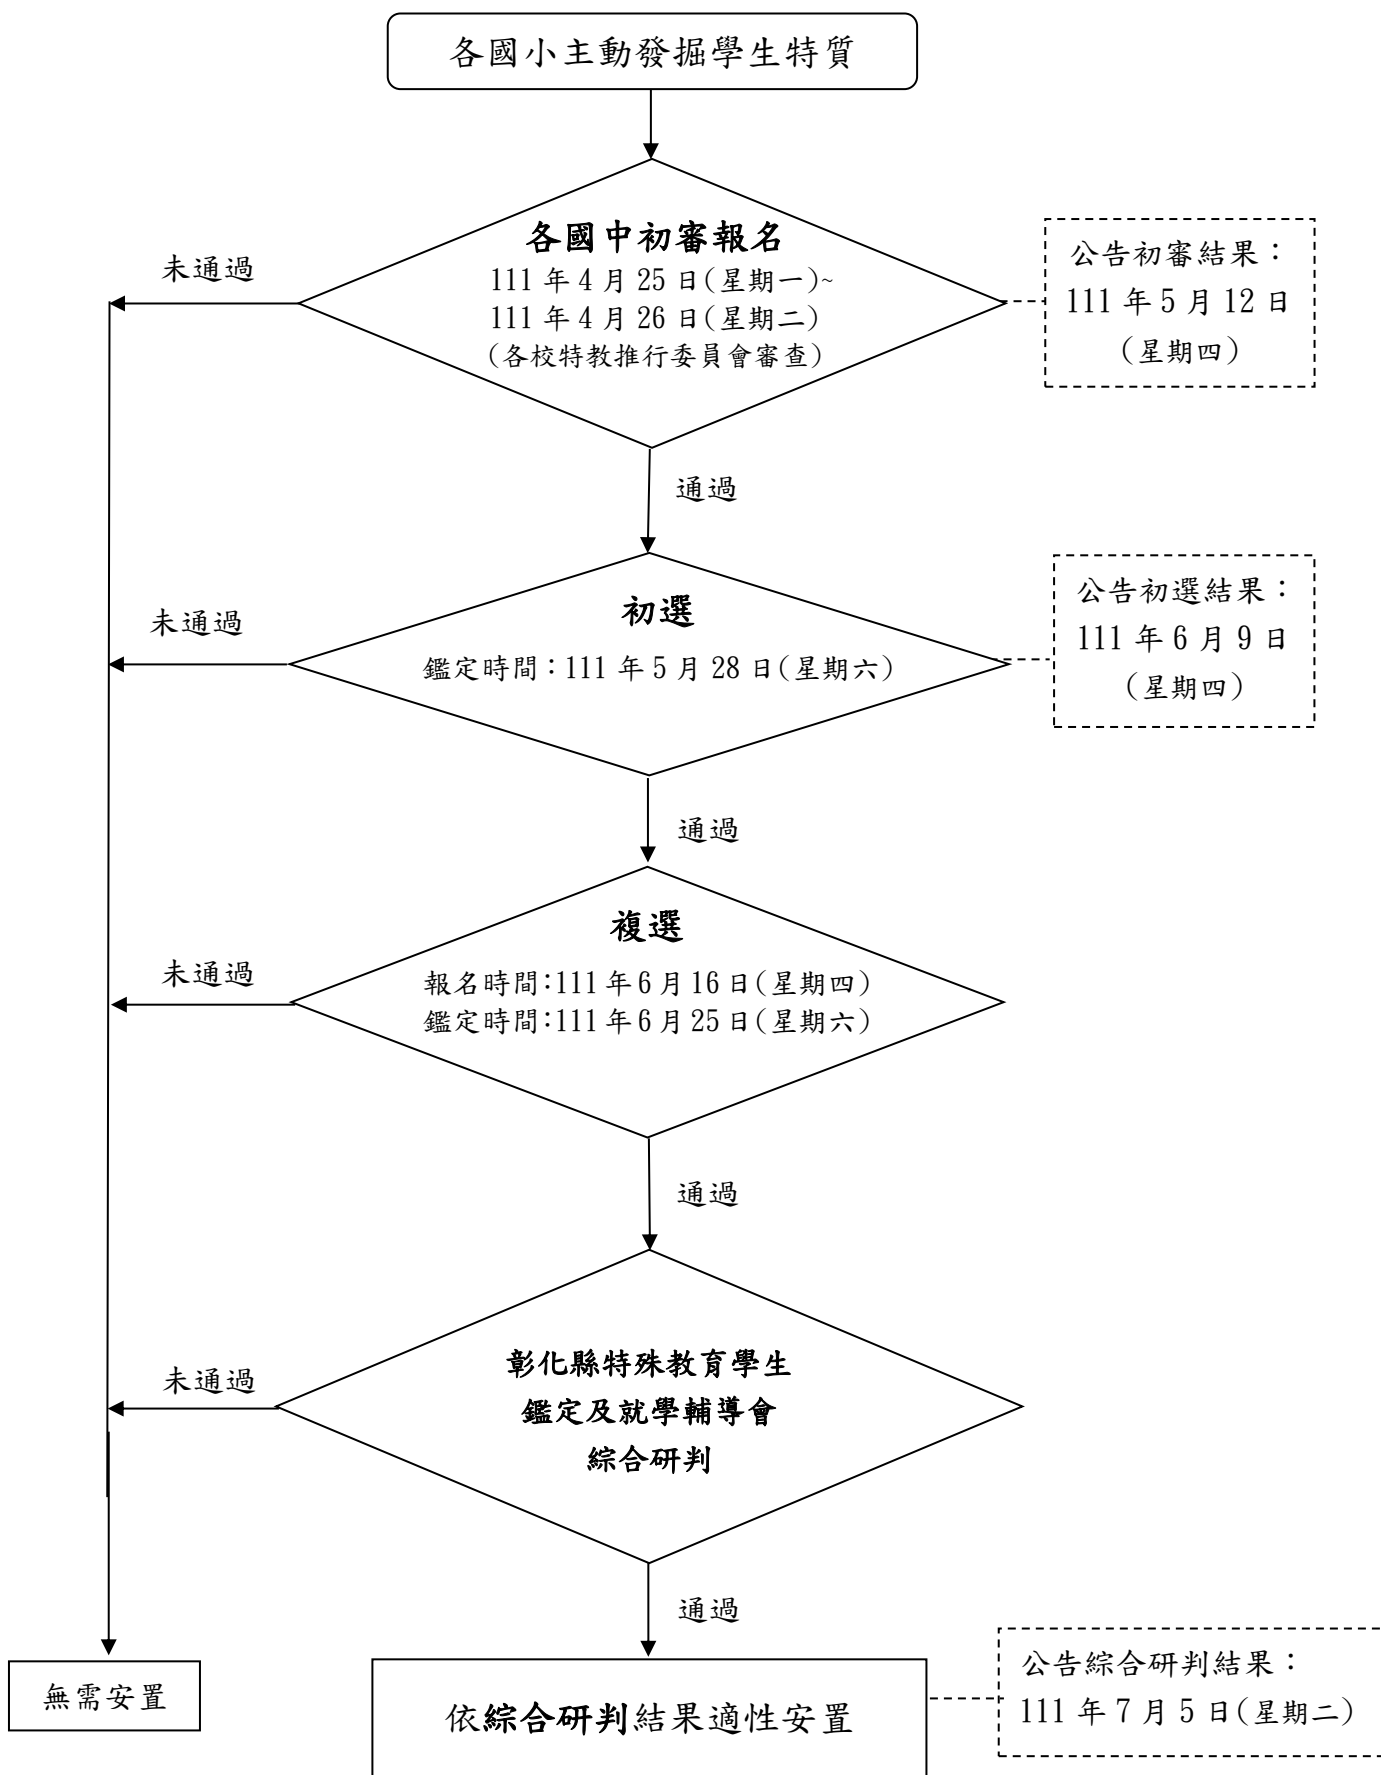 各國小主動發掘學生特質
各國中初審報名
111 年 4 月 25 日(星期一)~
111 年 4 月 26 日(星期二)
(各校特教推行委員會審查)
未通過
公告初審結果：
111 年 5 月 12 日
(星期四)
通過
初選
鑑定時間：111 年 5 月 28 日(星期六)
未通過
公告初選結果：
111 年 6 月 9 日
(星期四)
通過
複選
報名時間:111 年 6 月 16 日(星期四)
鑑定時間:111 年 6 月 25 日(星期六)
未通過
通過
彰化縣特殊教育學生
鑑定及就學輔導會
綜合研判
未通過
通過
無需安置
依綜合研判結果適性安置
公告綜合研判結果：
111 年 7 月 5 日(星期二)